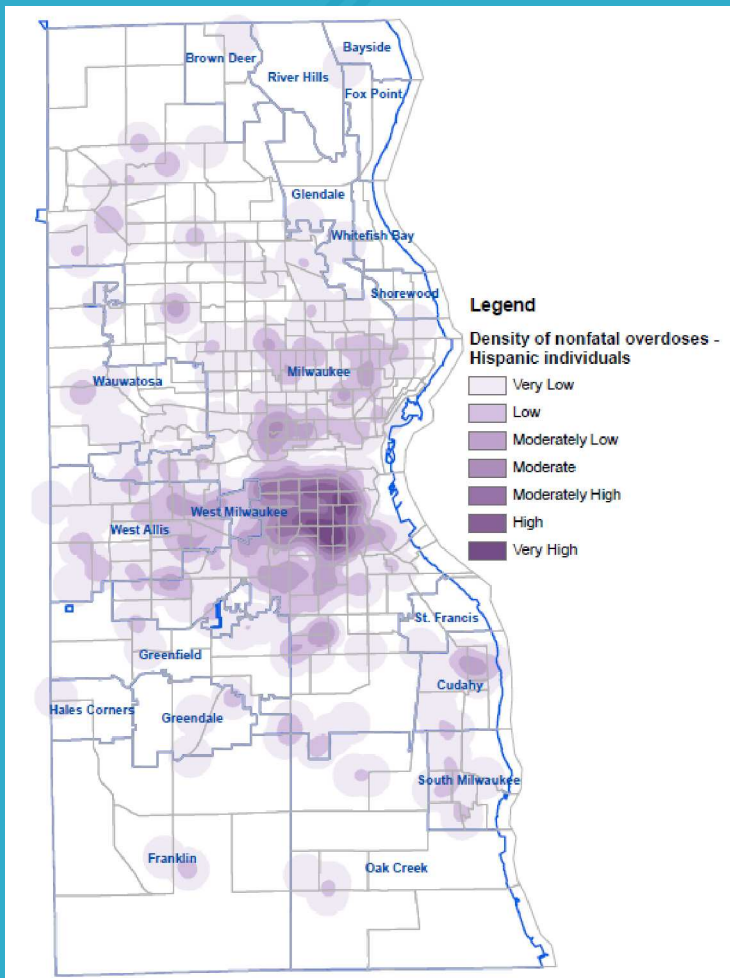 Bayside
Brown Deer
River Hills
Fox Point
Glendale
Whitefish Bay
Shorewood
Legend
Density of nonfatal overdoses -
Hispanic individuals
Milwaukee
Wauwatosa
Very Low
Low
Moderately Low
Moderate
Moderately High
High
Very High
West Milwaukee
West Allis
St. Francis
Greenfield
Cudahy
Hales Corners
Greendale
South Milwaukee
Franklin
Oak Creek